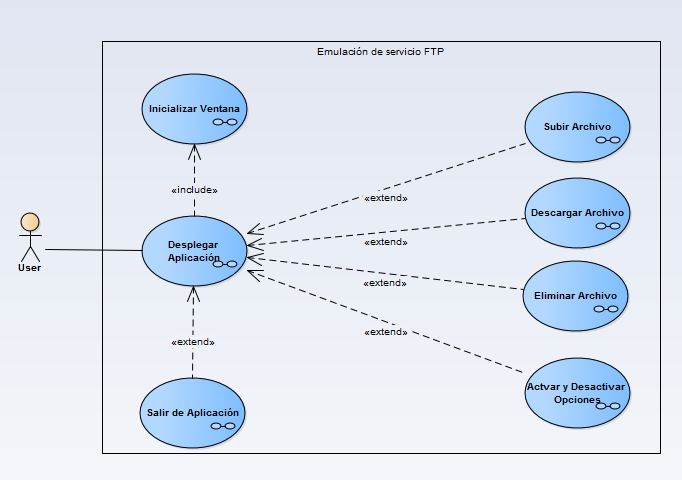 Emulación de servicio FTP
Inicializar Ventana
Subir Archivo
«include»
«extend»
Descargar Archivo
Desplegar
Aplicación
«extend»
User
«extend»
Eliminar Archivo
«extend»
«extend»
Actvar y Desactivar
Opciones
Salir de Aplicación